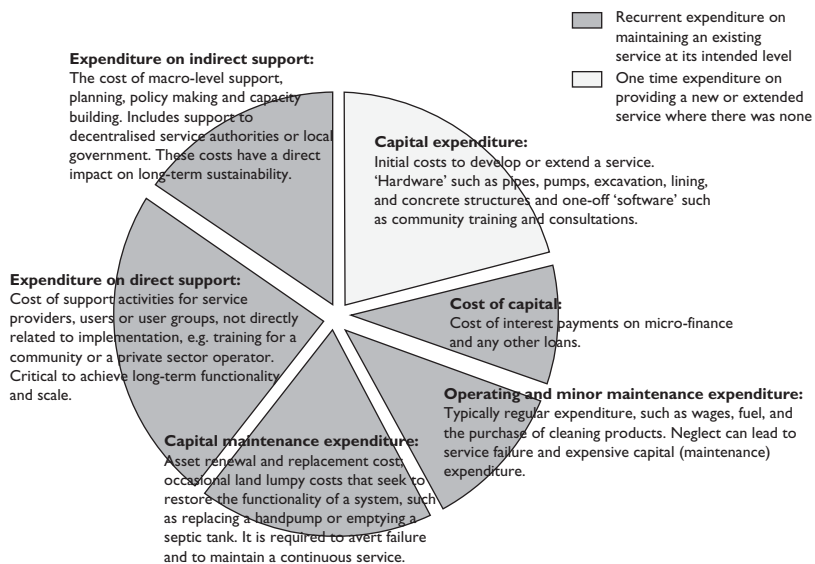 Recurrent expenditure on
maintaining an existing
service at its intended level
One time expenditure on
providing a new or extended
service where there was none
Expenditure on indirect support:
The cost of macro-level support,
planning, policy making and capacity
building. Includes support to
decentralised service authorities or local
government. These costs have a direct
impact on long-term sustainability.
Capital expenditure:
Initial costs to develop or extend a service.
‘Hardware’ such as pipes, pumps, excavation, lining,
and concrete structures and one-off ‘software’ such
as community training and consultations.
Cost of capital:
Cost of interest payments on micro-finance
and any other loans.
Operating and minor maintenance expenditure:
Typically regular expenditure, such as wages, fuel, and
the purchase of cleaning products. Neglect can lead to
service failure and expensive capital (maintenance)
expenditure.
Capital maintenance expenditure:
Asset renewal and replacement cost;
occasional land lumpy costs that seek to
restore the functionality of a system, such
as replacing a handpump or emptying a
septic tank. It is required to avert failure
and to maintain a continuous service.
Expenditure on direct support:
Cost of support activities for service
providers, users or user groups, not directly
related to implementation, e.g. training for a
community or a private sector operator.
Critical to achieve long-term functionality
and scale.